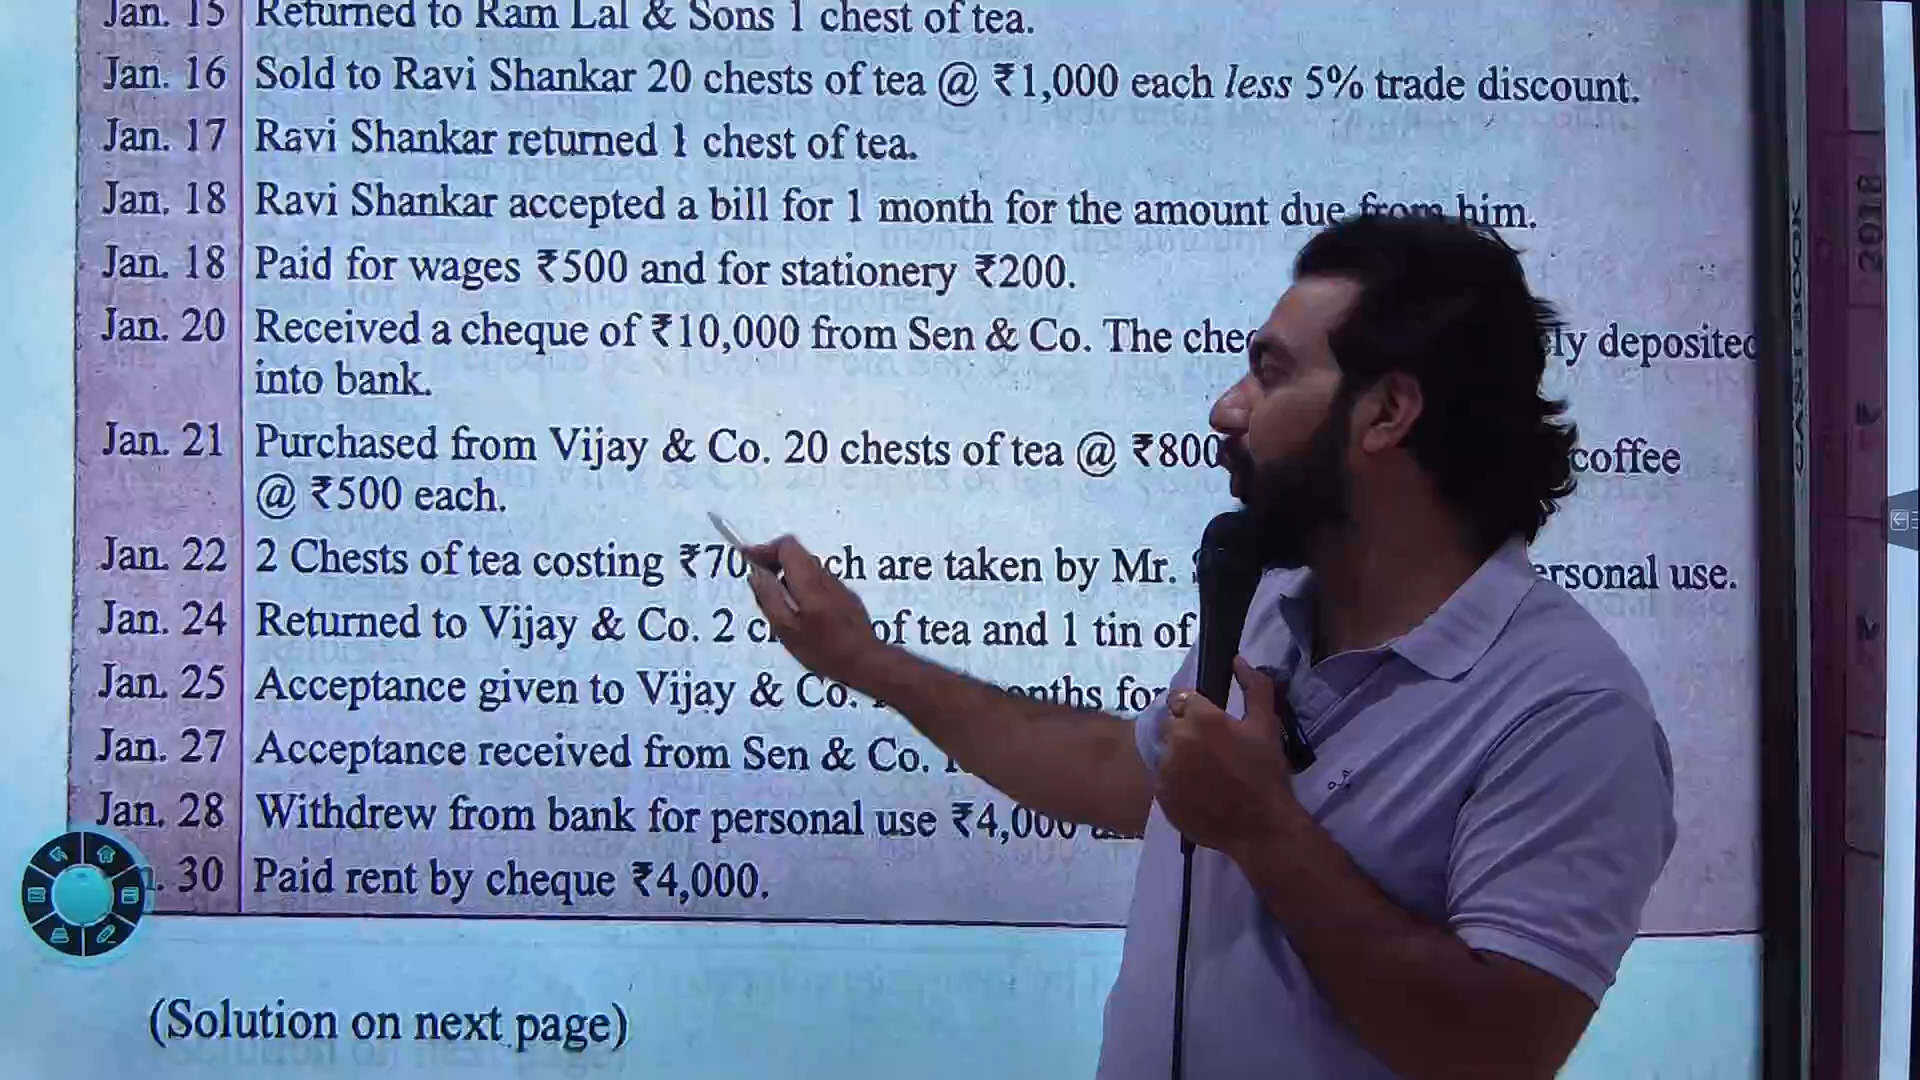 Jan. 15 Returned to Ram Lal & Sons 1 chest of tea.
Jan. 16 Sold to Ravi Shankar 20 chests of tea @ ₹1,000 each less 5% trade discount.
Jan. 17 Ravi Shankar returned 1 chest of tea.
Jan. 18 Ravi Shankar accepted a bill for 1 month for the amount due from him.
Jan. 18 Paid for wages ₹500 and for stationery ₹200.
Jan. 20 Received a cheque of ₹10,000 from Sen & Co. The deposited
into bank.
Jan. 21 Purchased from Vijay & Co. 20 chests of tea @ ₹800 coffee
@ ₹500 each.
Jan. 22 2 Chests of tea costing are taken by Mr. use.
Jan. 24 Returned to Vijay & Co. 2 of tea and 1 tin of
Jan. 25 Acceptance given to Vijay & Co. for
Jan. 27 Acceptance received from Sen & Co.
Jan. 28 Withdrew from bank for personal use ₹4,000
30 Paid rent by cheque ₹4,000.
(Solution on next page)
CASH BOOK
2918